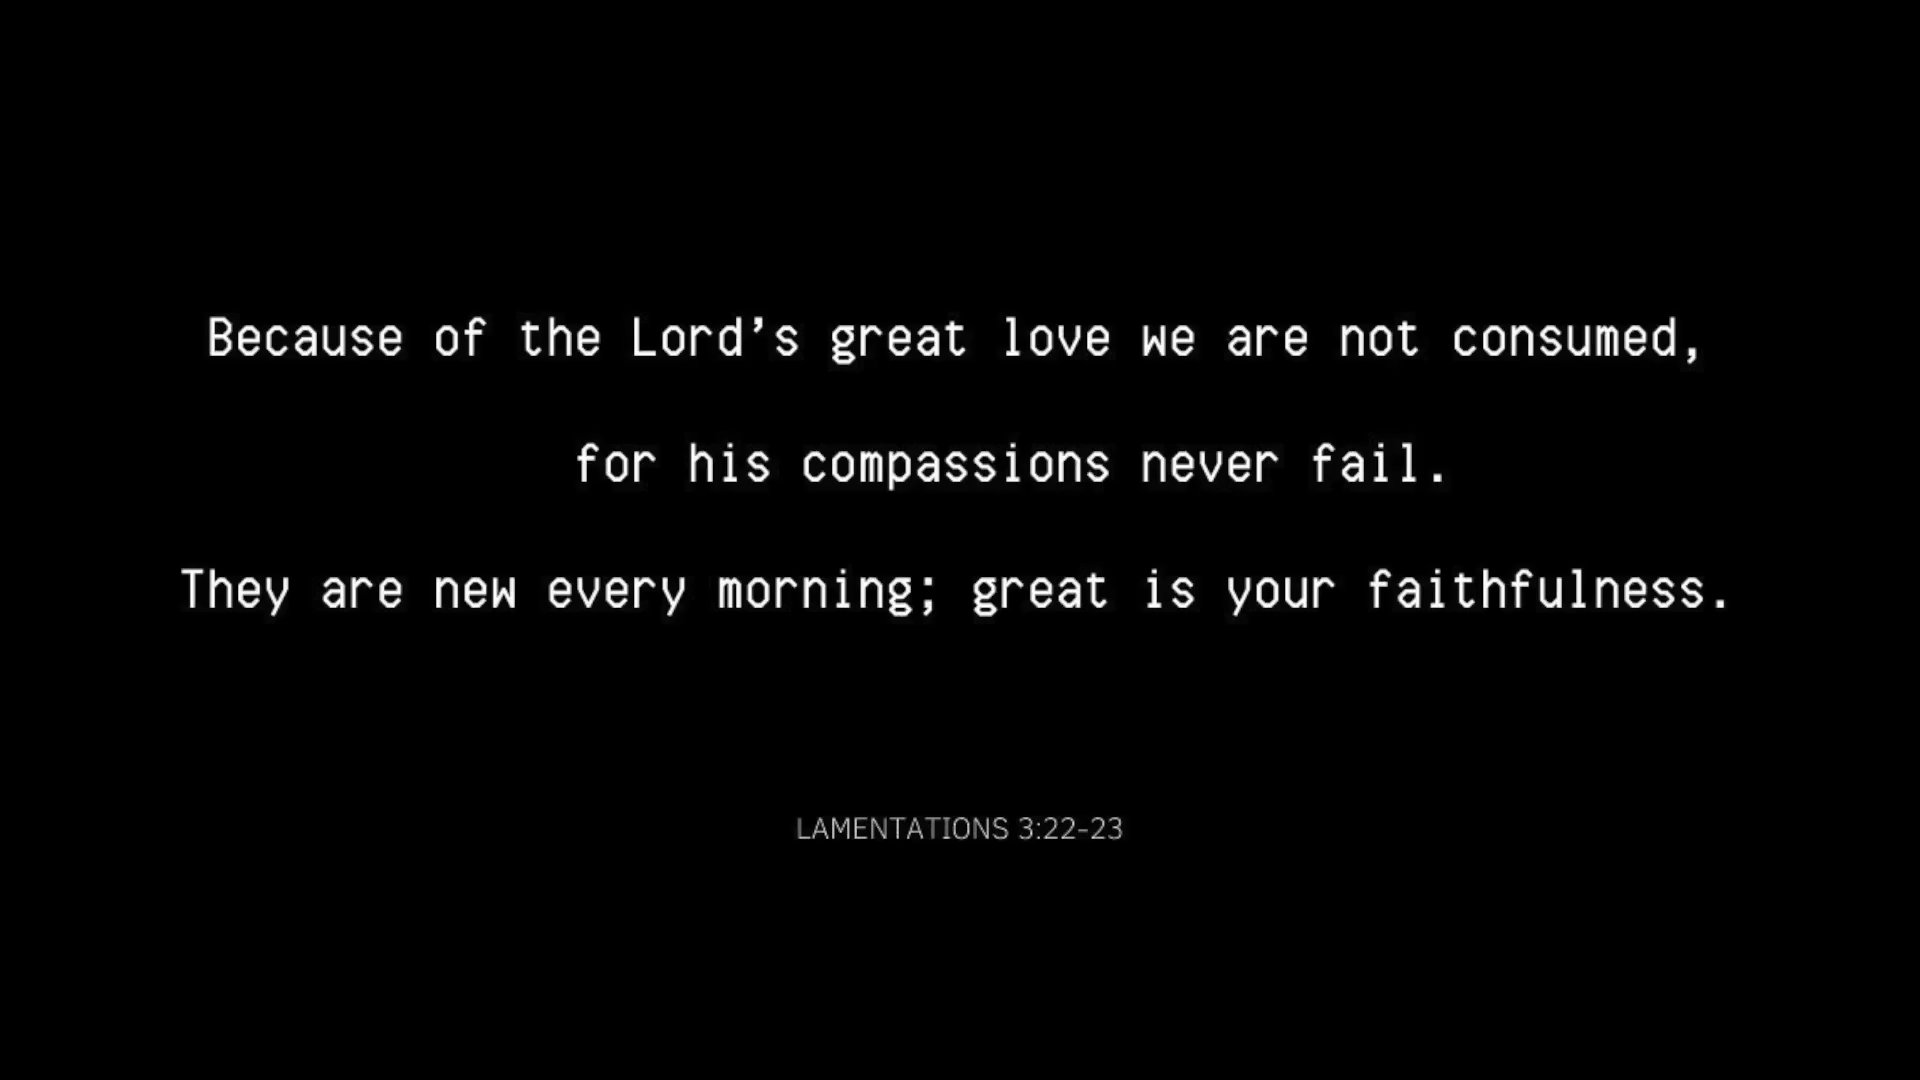 Because of the Lord’s great love we are not consumed,
for his compassions never fail.
They are new every morning; great is your faithfulness.
LAMENTATIONS 3:22-23